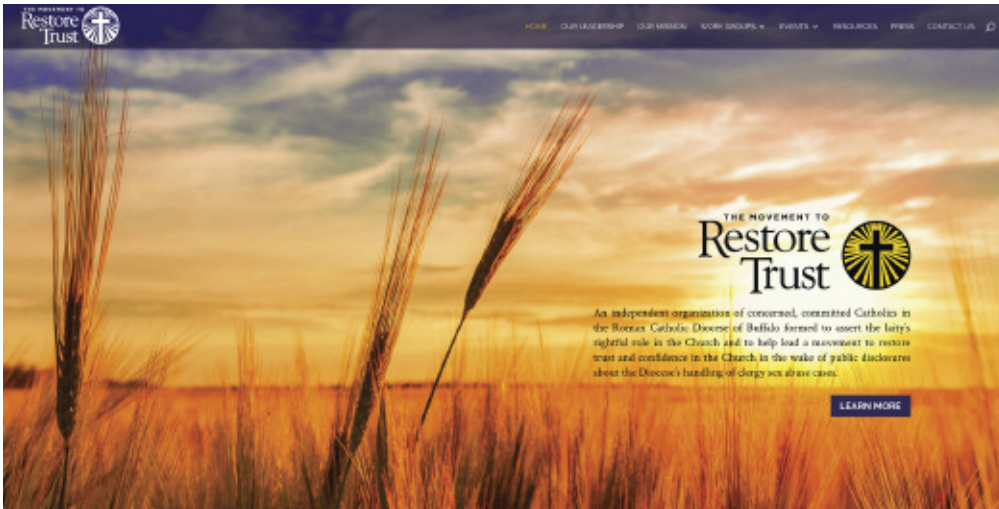 THE MOVEMENT TO
Restore
Trust
HOME OUR LEADERSHIP OUR MISSION WORK GROUPS EVENTS RESOURCES PRESS CONTACT US
THE MOVEMENT TO
Restore
Trust
An independent organization of concerned, committed Catholics in
the Roman Catholic Diocese of Buffalo formed to assert the laity's
rightful role in the Church and to help lead a movement to restore
trust and confidence in the Church in the wake of public disclosures
about the Diocese's handling of clergy sex abuse cases.
LEARN MORE